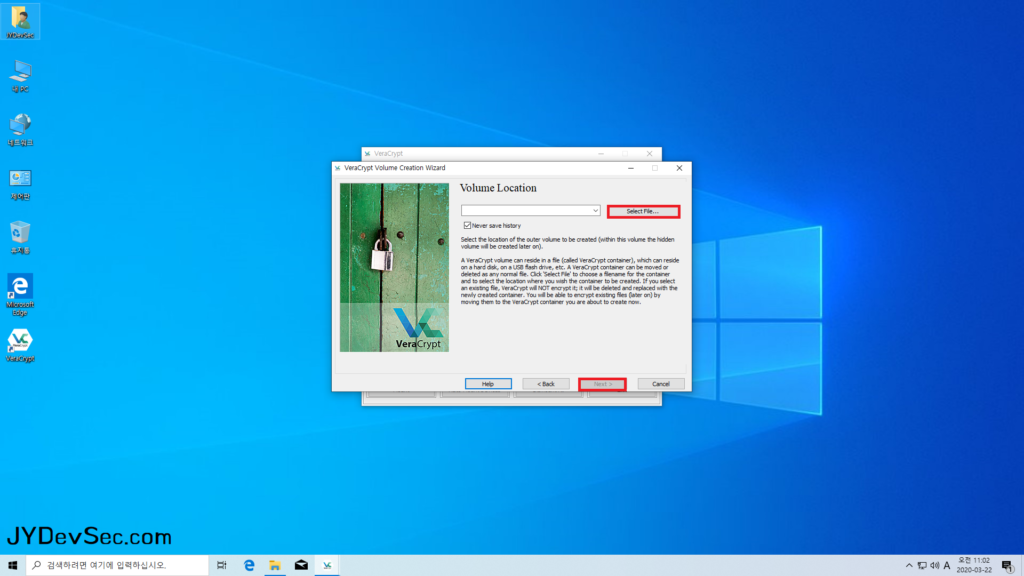 JYDevSec
내 PC
네트워크
제어판
휴지통
Microsoft
Edge
VeraCrypt
VeraCrypt
VeraCrypt Volume Creation Wizard
Volume Location
Select File...
Never save history
Select the location of the outer volume to be created (within this volume the hidden
volume will be created later on).
A VeraCrypt volume can reside in a file (called VeraCrypt container), which can reside
on a hard disk, on a USB flash drive, etc. A VeraCrypt container can be moved or
deleted as any normal file. Click 'Select File' to choose a filename for the container
and to select the location where you wish the container to be created. If you select
an existing file, VeraCrypt will NOT encrypt it; it will be deleted and replaced with the
newly created container. You will be able to encrypt existing files (later on) by
moving them to the VeraCrypt container you are about to create now.
VeraCrypt
Help
< Back
Next >
Cancel
JYDevSec.com
검색하려면 여기에 입력하십시오.
A
오전 11:02
2020-03-22
1